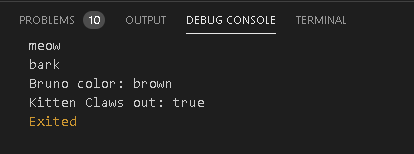 PROBLEMS 10 OUTPUT DEBUG CONSOLE TERMINAL
meow
bark
Bruno color: brown
Kitten Claws out: true
Exited